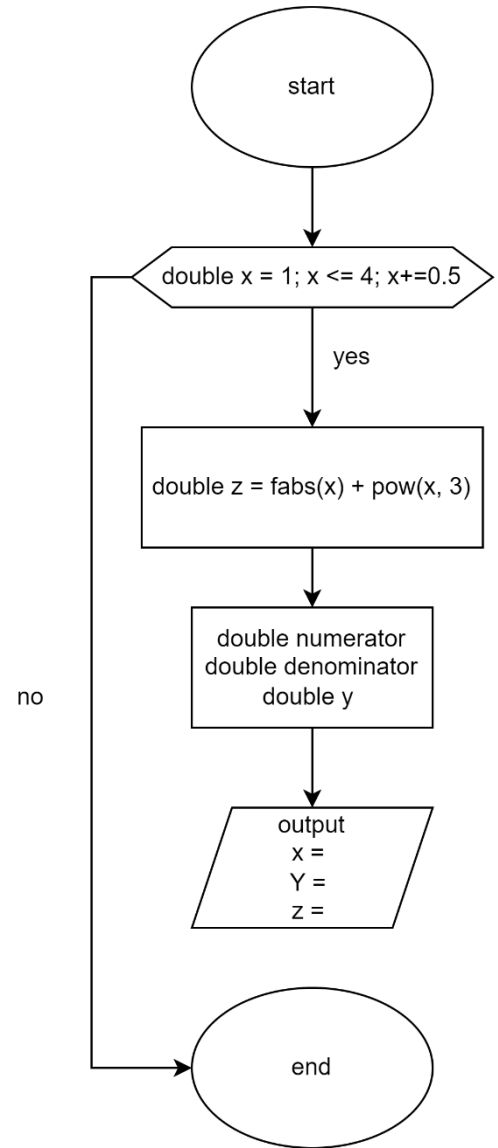 start
double x = 1; x <= 4; x+=0.5
yes
double z = fabs(x) + pow(x, 3)
double numerator
double denominator
double y
no
output
x =
Y =
z =
end